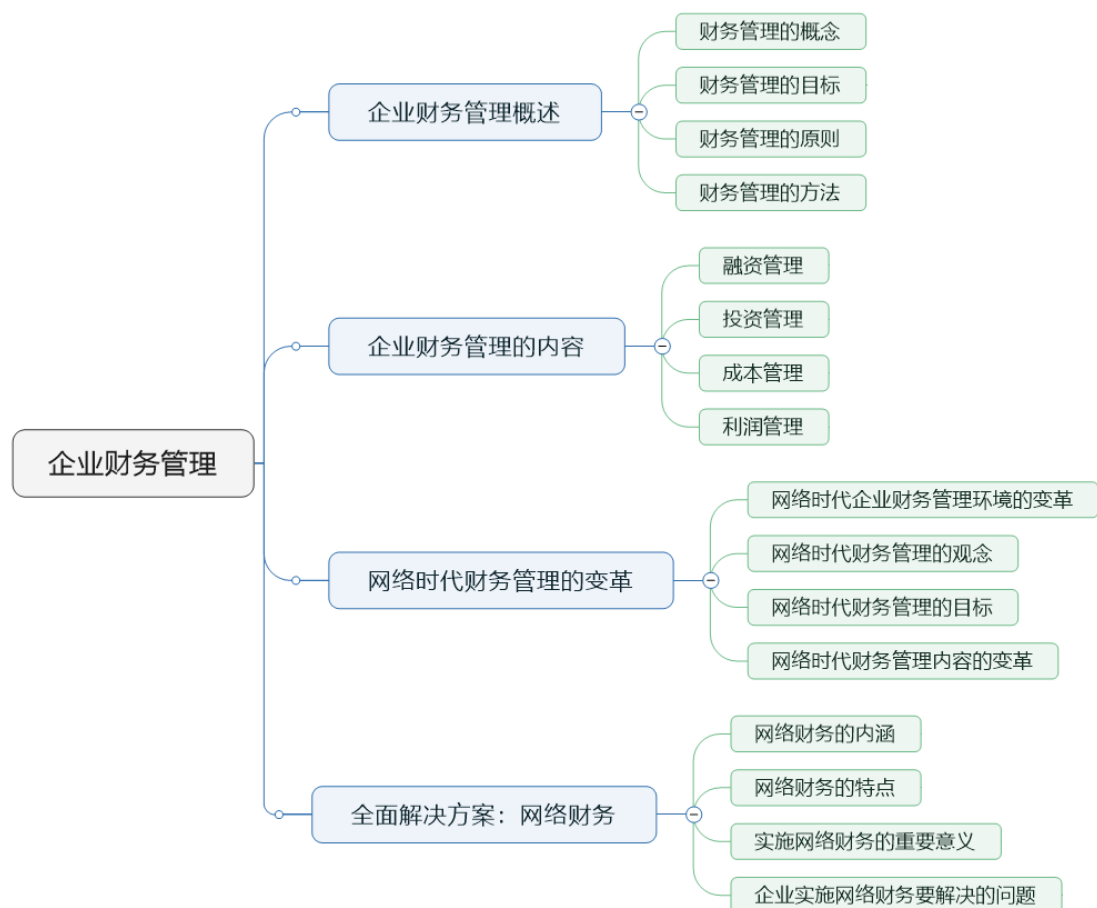 企业财务管理
企业财务管理概述
财务管理的概念
财务管理的目标
财务管理的原则
财务管理的方法
企业财务管理的内容
融资管理
投资管理
成本管理
利润管理
网络时代财务管理的变革
网络时代企业财务管理环境的变革
网络时代财务管理的观念
网络时代财务管理的目标
网络时代财务管理内容的变革
全面解决方案：网络财务
网络财务的内涵
网络财务的特点
实施网络财务的重要意义
企业实施网络财务要解决的问题